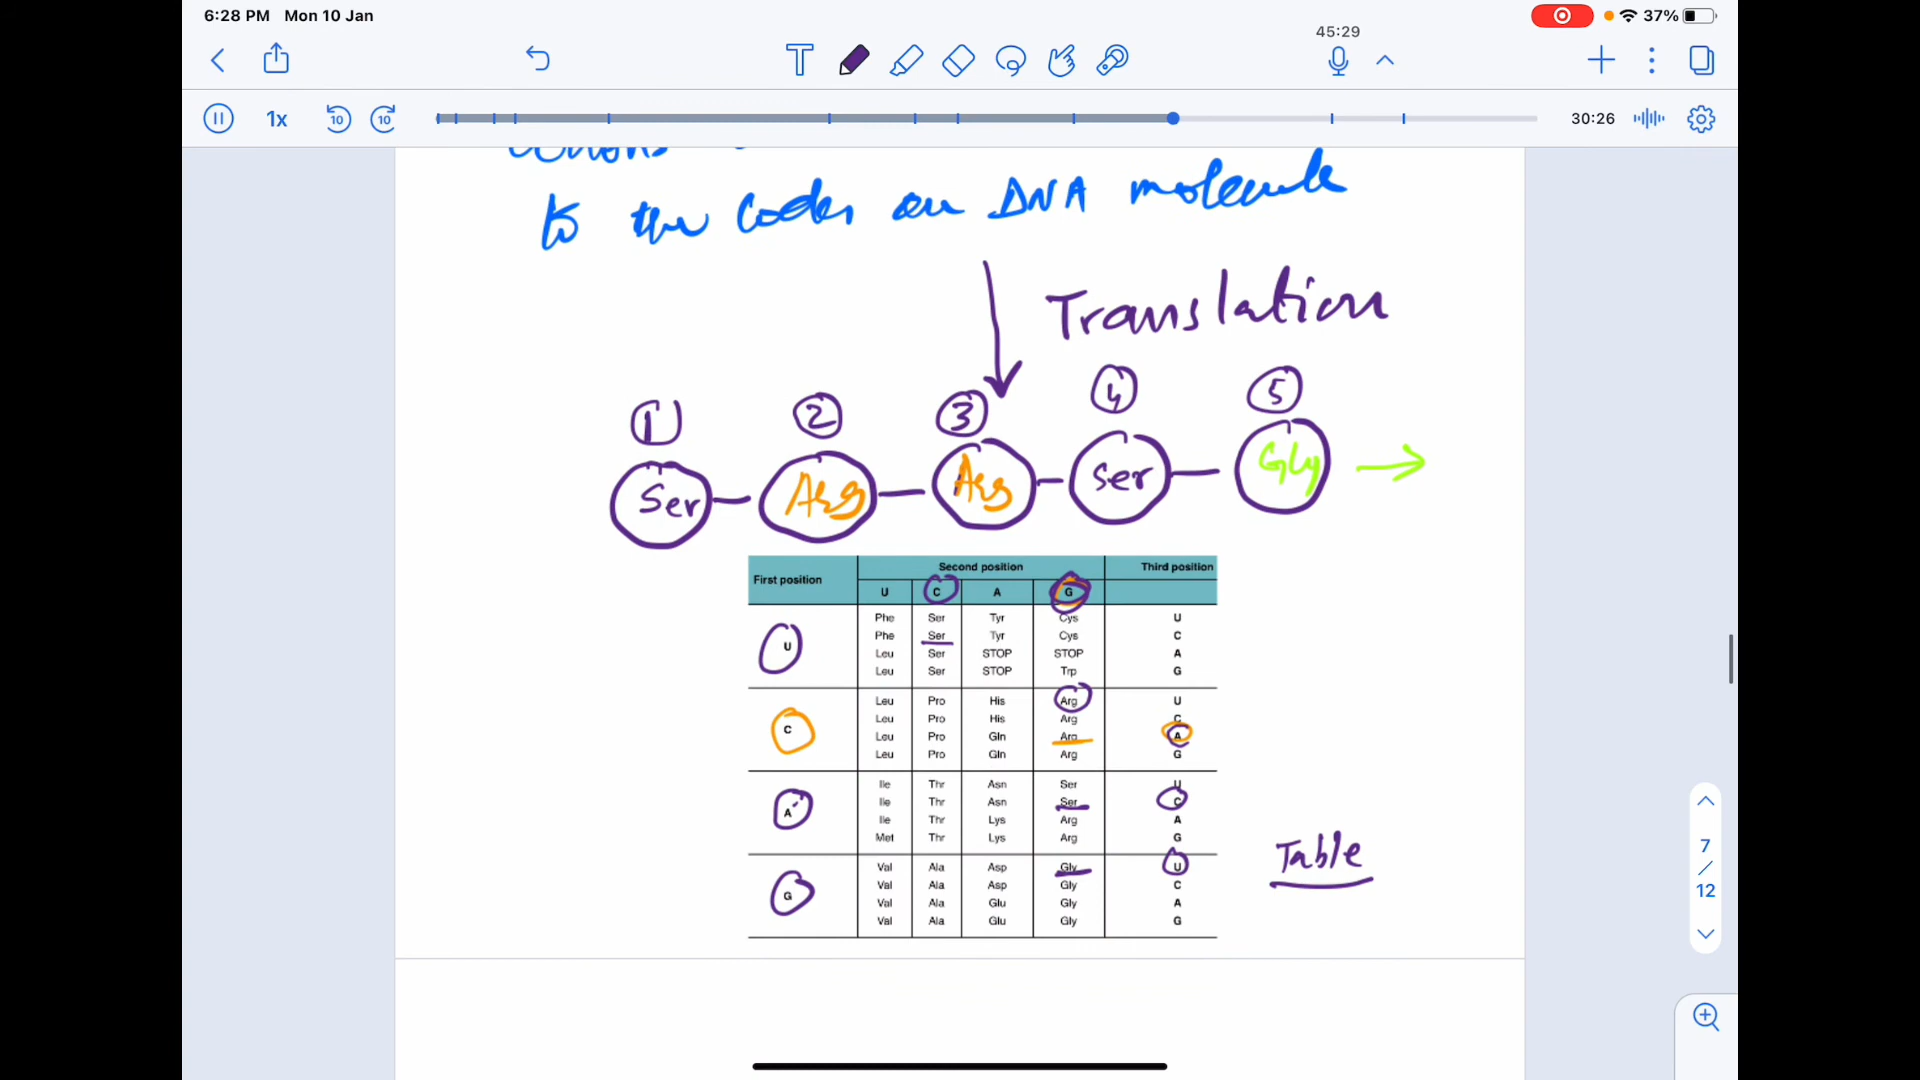 6:28 PM Mon 10 Jan
37%
45:29
1x
10
10
30:26
to the codes on DNA molecule
Translation
1 2 3 4 5
Ser Arg Arg Ser Gly
First position Second position Third position
U C A G
U
Phe Ser Tyr Cys U
Phe Ser Tyr Cys C
Leu Ser STOP STOP A
Leu Ser STOP Trp G
C
Leu Pro His Arg U
Leu Pro His Arg C
Leu Pro Gln Arg A
Leu Pro Gln Arg G
A
Ile Thr Asn Ser U
Ile Thr Asn Ser C
Ile Thr Lys Arg A
Met Thr Lys Arg G
G
Val Ala Asp Gly U
Val Ala Asp Gly C
Val Ala Glu Gly A
Val Ala Glu Gly G
Table
7
/
12